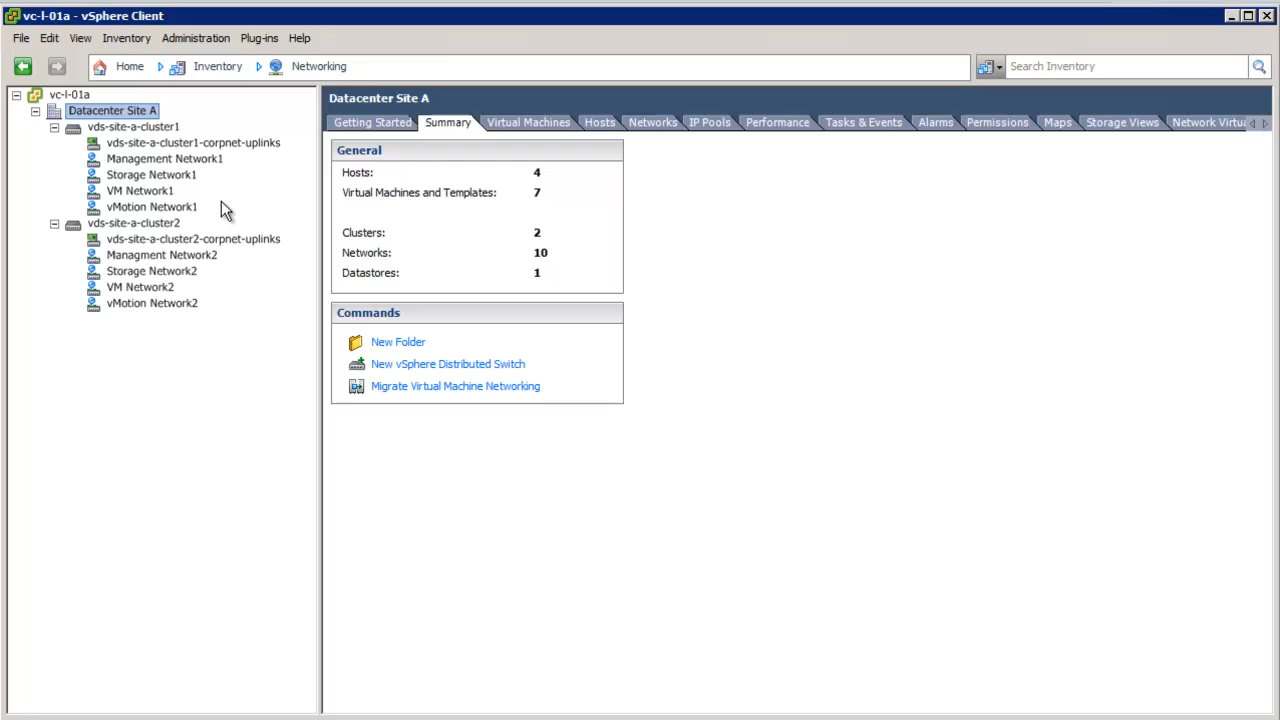 vc-l-01a - vSphere Client
File Edit View Inventory Administration Plug-ins Help
Home Inventory Networking Search Inventory
vc-l-01a
Datacenter Site A
vds-site-a-cluster1
vds-site-a-cluster1-corpnet-uplinks
Management Network1
Storage Network1
VM Network1
vMotion Network1
vds-site-a-cluster2
vds-site-a-cluster2-corpnet-uplinks
Managment Network2
Storage Network2
VM Network2
vMotion Network2
Datacenter Site A
Getting Started Summary Virtual Machines Hosts Networks IP Pools Performance Tasks & Events Alarms Permissions Maps Storage Views Network Virtua
General
Hosts: 4
Virtual Machines and Templates: 7
Clusters: 2
Networks: 10
Datastores: 1
Commands
New Folder
New vSphere Distributed Switch
Migrate Virtual Machine Networking